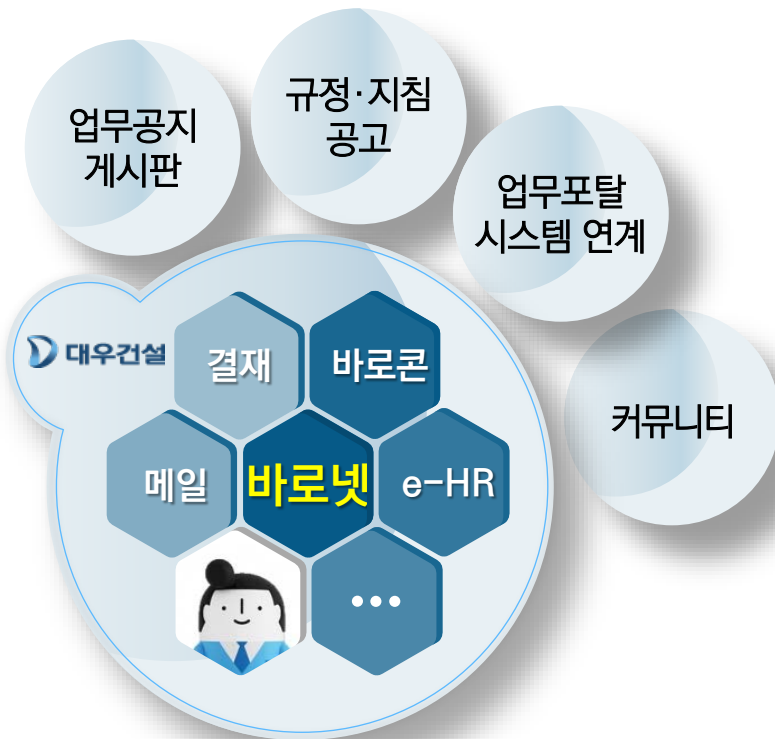 업무공지
게시판
규정·지침
공고
업무포탈
시스템 연계
커뮤니티
대우건설
결재
바로콘
메일
바로넷
e-HR
•••